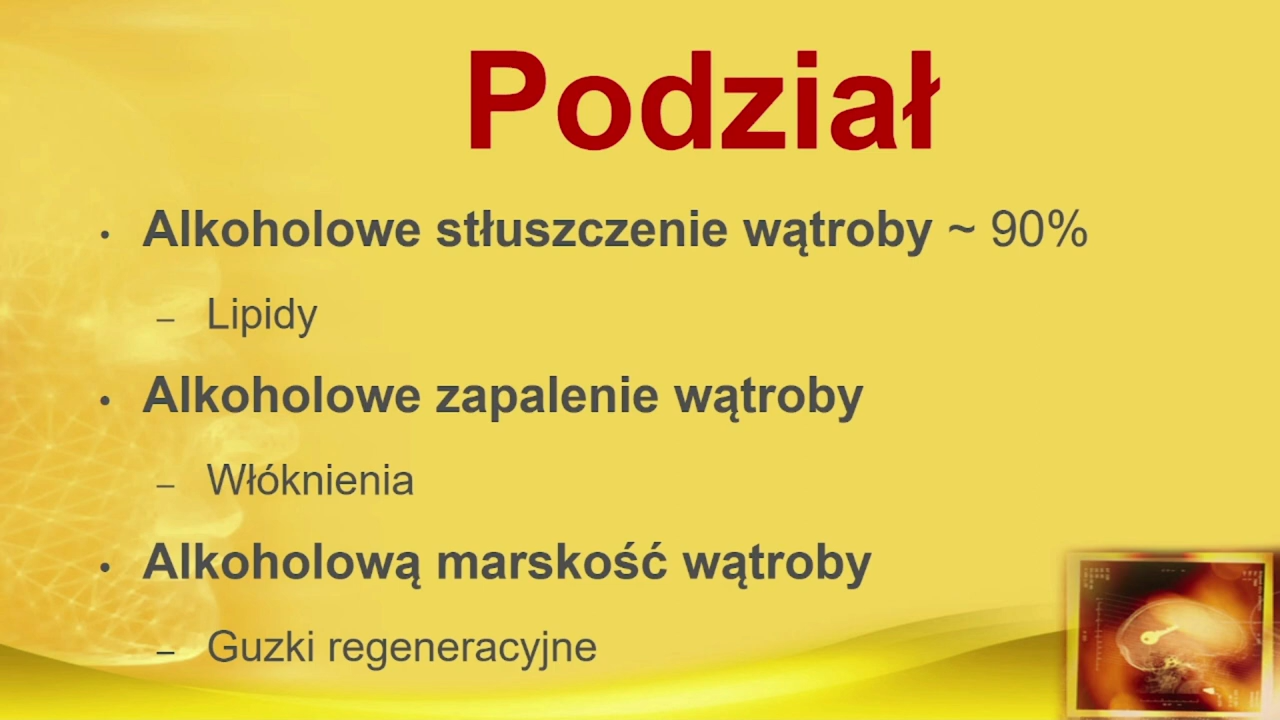 Podział
• Alkoholowe stłuszczenie wątroby ~ 90%
– Lipidy
• Alkoholowe zapalenie wątroby
– Włóknienia
• Alkoholową marskość wątroby
– Guzki regeneracyjne